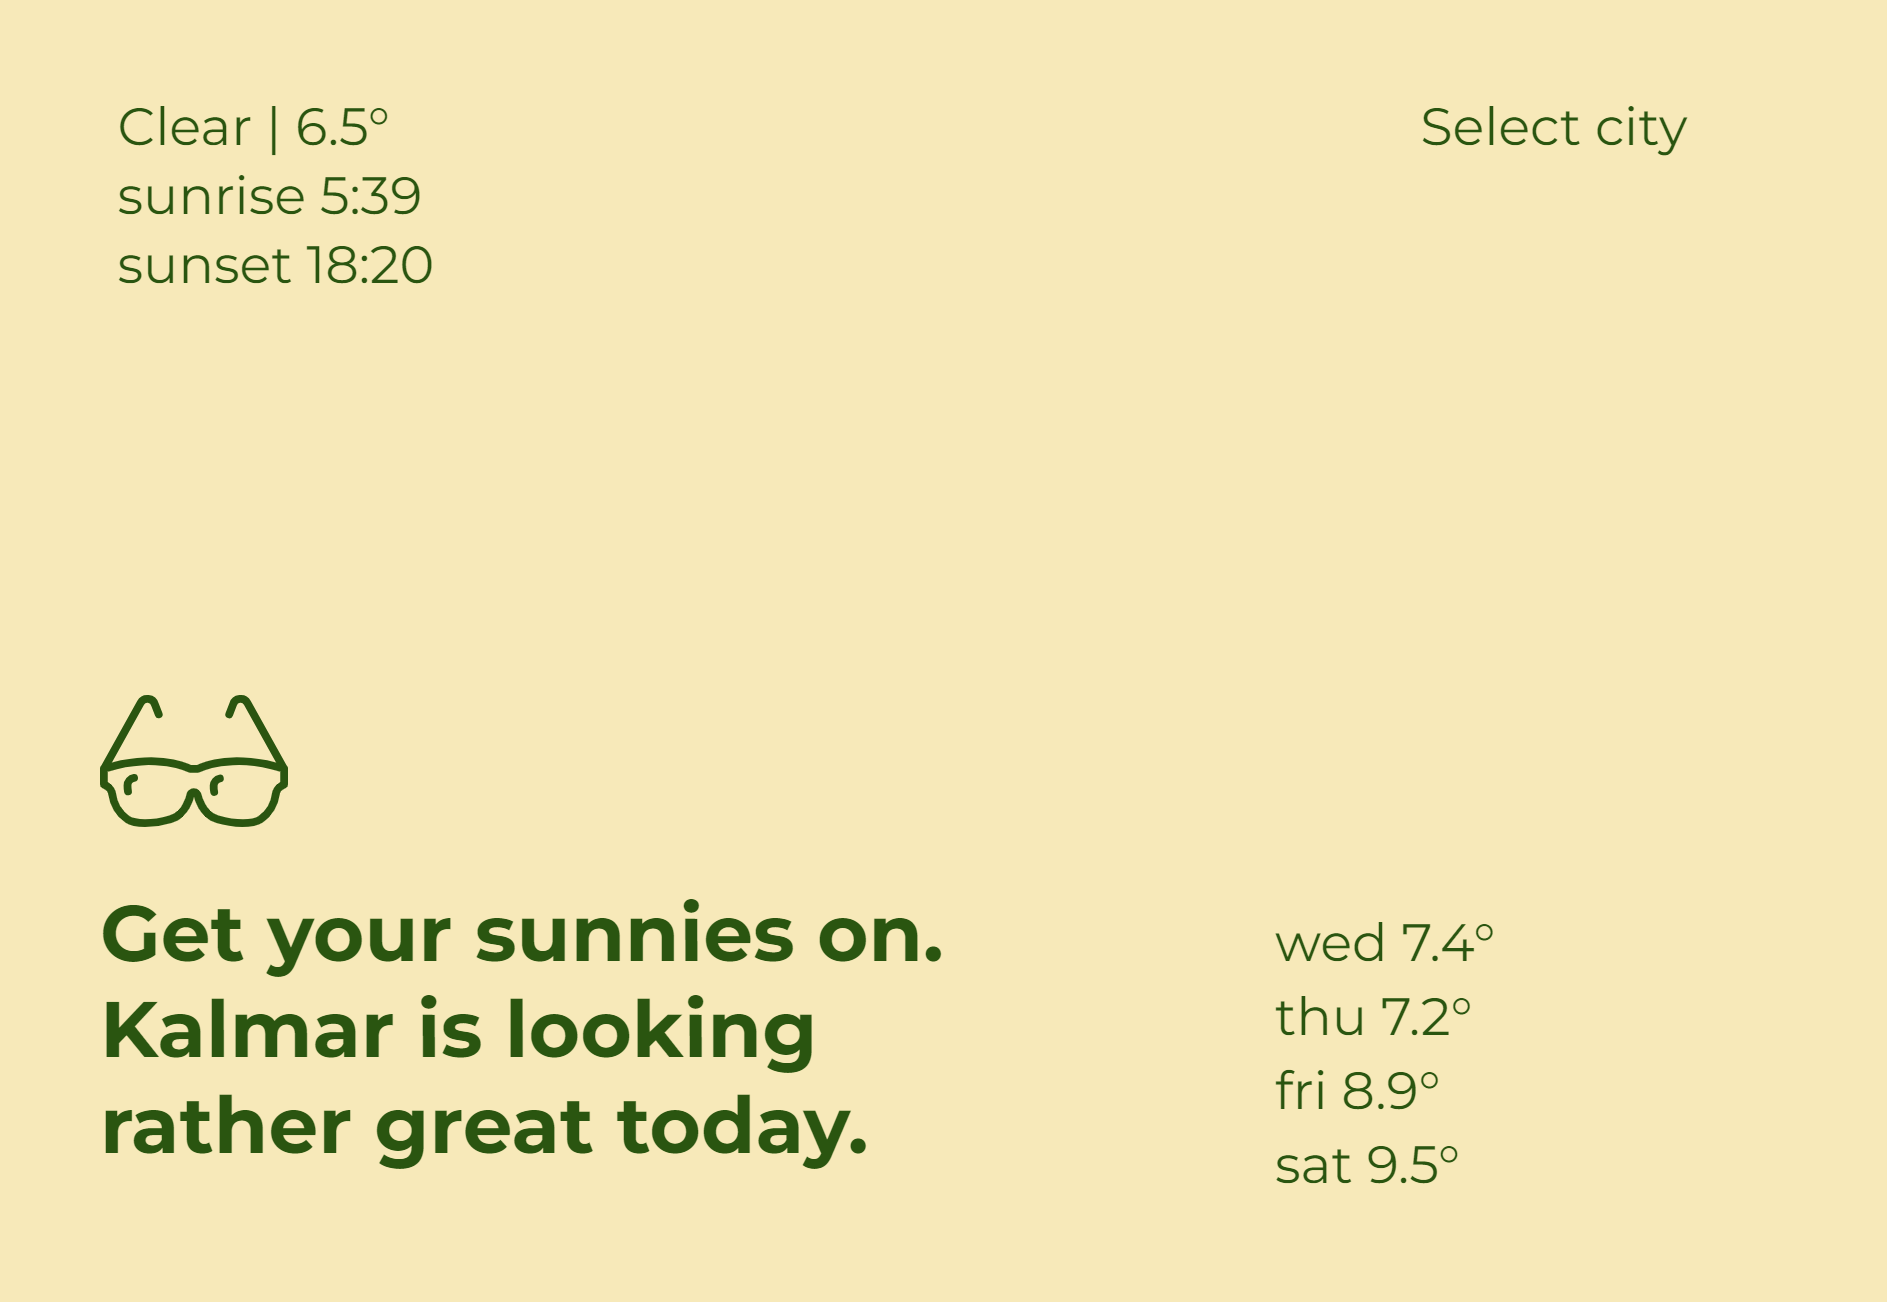 Clear | 6.5°
sunrise 5:39
sunset 18:20
Select city
Get your sunnies on.
Kalmar is looking
rather great today.
wed 7.4°
thu 7.2°
fri 8.9°
sat 9.5°